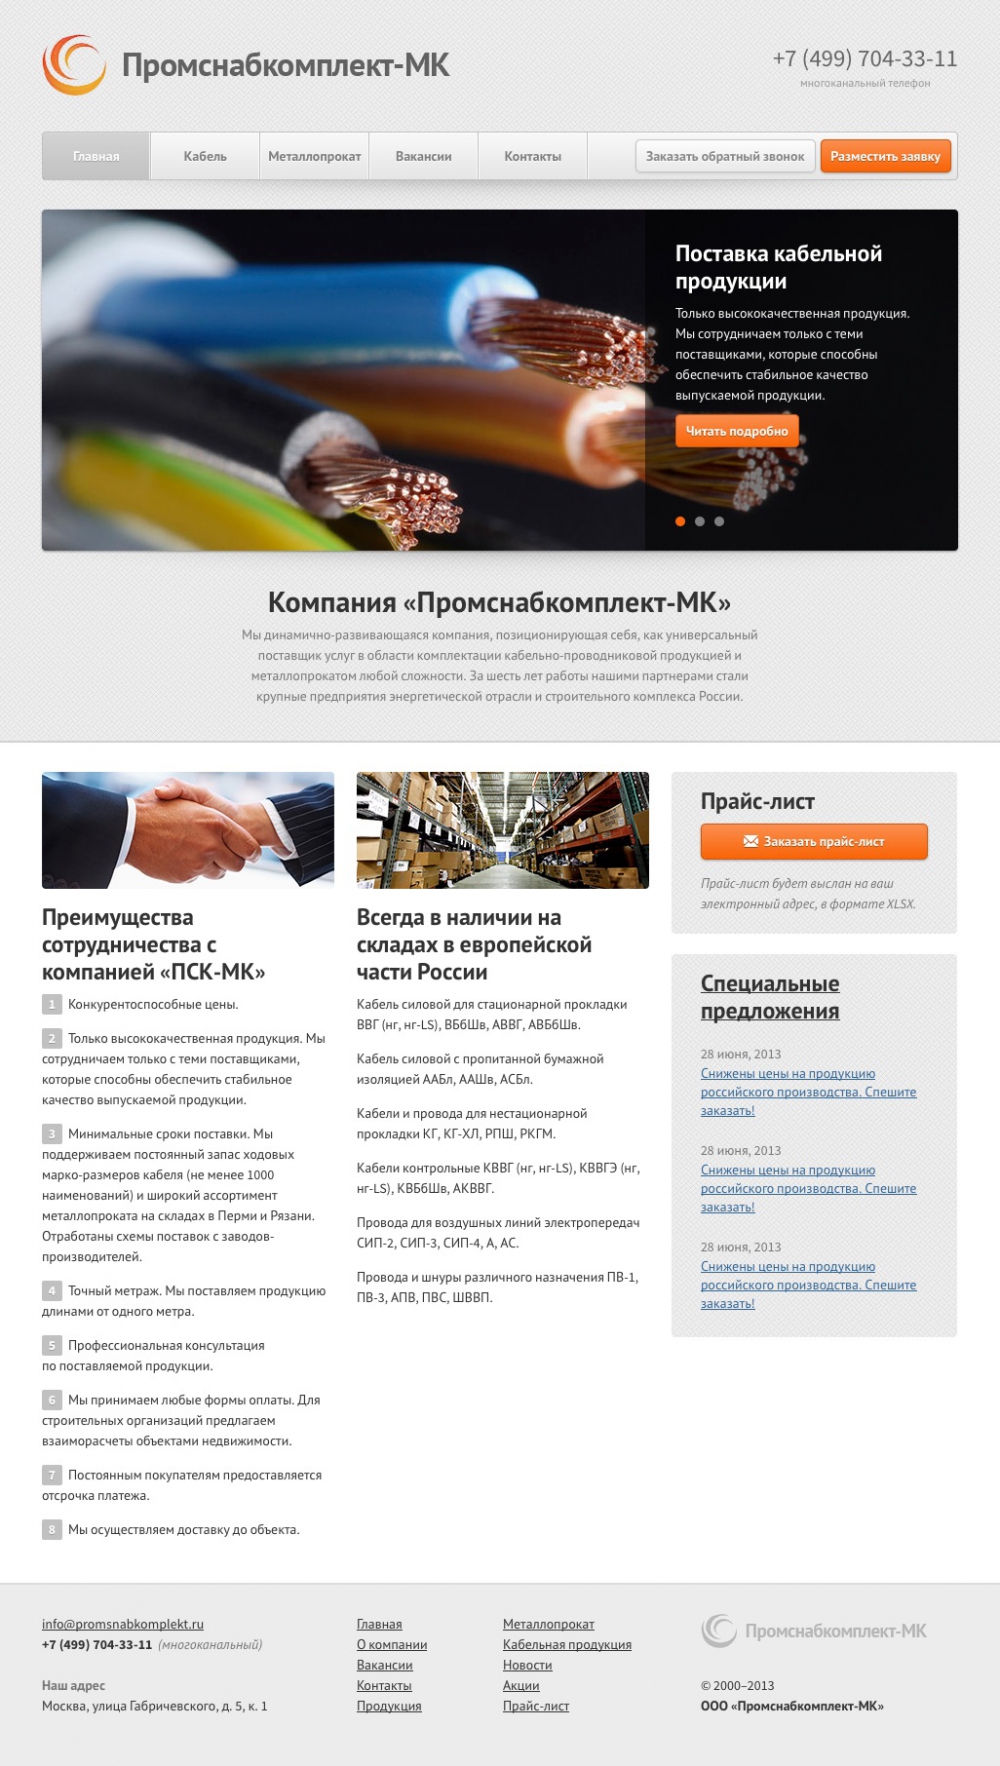 Промснабкомплект-МК
+7 (499) 704-33-11
многоканальный телефон
Главная
Кабель
Металлопрокат
Вакансии
Контакты
Заказать обратный звонок
Разместить заявку
Поставка кабельной
продукции
Только высококачественная продукция.
Мы сотрудничаем только с теми
поставщиками, которые способны
обеспечить стабильное качество
выпускаемой продукции.
Читать подробно
Компания «Промснабкомплект-МК»
Мы динамично-развивающаяся компания, позиционирующая себя, как универсальный
поставщик услуг в области комплектации кабельно-проводниковой продукцией и
металлопрокатом любой сложности. За шесть лет работы нашими партнерами стали
крупные предприятия энергетической отрасли и строительного комплекса России.
Преимущества
сотрудничества с
компанией «ПСК-МК»
1 Конкурентоспособные цены.
2 Только высококачественная продукция. Мы
сотрудничаем только с теми поставщиками,
которые способны обеспечить стабильное
качество выпускаемой продукции.
3 Минимальные сроки поставки. Мы
поддерживаем постоянный запас ходовых
марко-размеров кабеля (не менее 1000
наименований) и широкий ассортимент
металлопроката на складах в Перми и Рязани.
Отработаны схемы поставок с заводов-
производителей.
4 Точный метраж. Мы поставляем продукцию
длинами от одного метра.
5 Профессиональная консультация
по поставляемой продукции.
6 Мы принимаем любые формы оплаты. Для
строительных организаций предлагаем
взаиморасчеты объектами недвижимости.
7 Постоянным покупателям предоставляется
отсрочка платежа.
8 Мы осуществляем доставку до объекта.
Всегда в наличии на
складах в европейской
части России
Кабель силовой для стационарной прокладки
ВВГ (нг, нг-LS), ВБбШв, АВВГ, АВБбШв.
Кабель силовой с пропитанной бумажной
изоляцией ААБл, ААШв, АСБл.
Кабели и провода для нестационарной
прокладки КГ, КГ-ХЛ, РПШ, РКГМ.
Кабели контрольные КВВГ (нг, нг-LS), КВВГЭ (нг,
нг-LS), КВБбШв, АКВВГ.
Провода для воздушных линий электропередач
СИП-2, СИП-3, СИП-4, А, АС.
Провода и шнуры различного назначения ПВ-1,
ПВ-3, АПВ, ПВС, ШВВП.
Прайс-лист
Заказать прайс-лист
Прайс-лист будет выслан на ваш
электронный адрес, в формате XLSX.
Специальные
предложения
28 июня, 2013
Снижены цены на продукцию
российского производства. Спешите
заказать!
28 июня, 2013
Снижены цены на продукцию
российского производства. Спешите
заказать!
28 июня, 2013
Снижены цены на продукцию
российского производства. Спешите
заказать!
info@promsnabkomplekt.ru
+7 (499) 704-33-11 (многоканальный)
Наш адрес
Москва, улица Габричевского, д. 5, к. 1
Главная
О компании
Вакансии
Контакты
Продукция
Металлопрокат
Кабельная продукция
Новости
Акции
Прайс-лист
Промснабкомплект-МК
© 2000–2013
ООО «Промснабкомплект-МК»